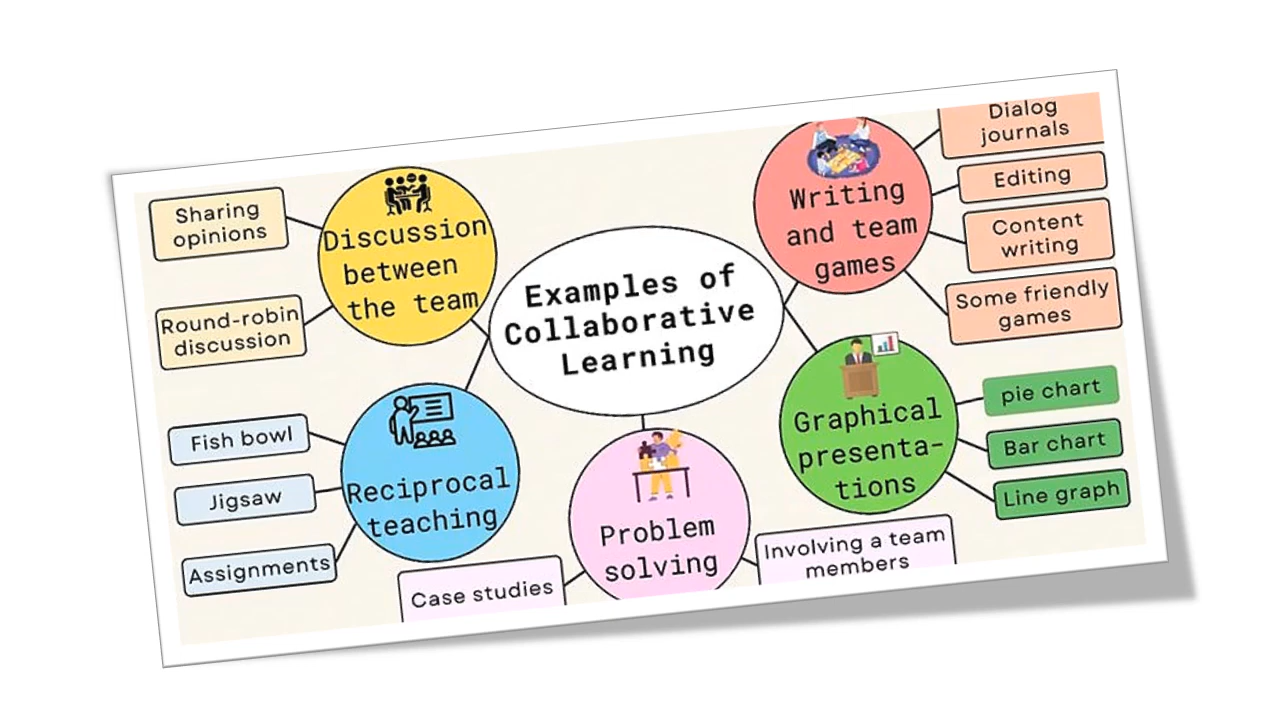 Examples of
Collaborative
Learning
Discussion
between
the team
Sharing
opinions
Round-robin
discussion
Reciprocal
teaching
Fish bowl
Jigsaw
Assignments
Problem
solving
Case studies
Involving a team
members
Writing
and team
games
Dialog
journals
Editing
Content
writing
Some friendly
games
Graphical
presenta-
tions
pie chart
Bar chart
Line graph